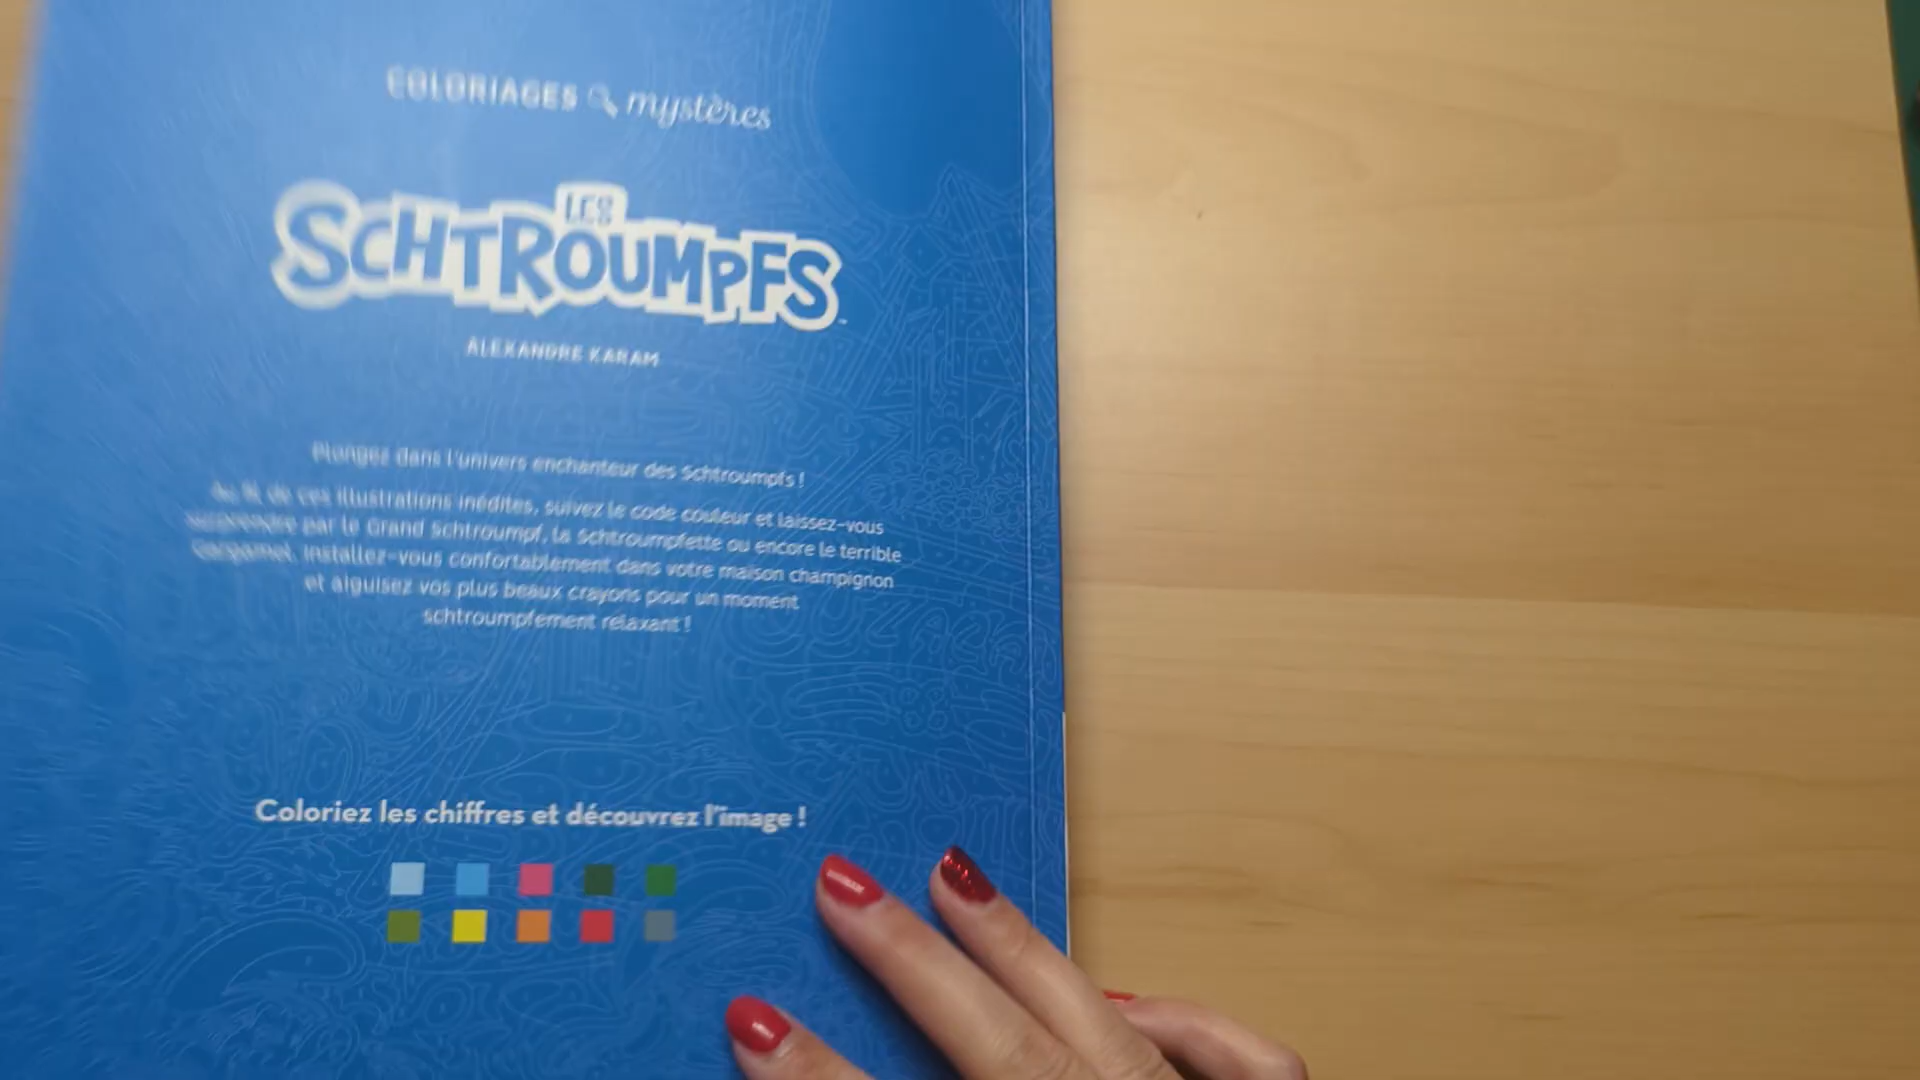 COLORIAGES mystères
LES
SCHTROUMPFS
ALEXANDRE KARAM
Plongez dans l'univers enchanteur des Schtroumpfs !
Au fil de ces illustrations inédites, suivez le code couleur et laissez-vous
surprendre par le Grand Schtroumpf, la Schtroumpfette ou encore le terrible
Gargamel. Installez-vous confortablement dans votre maison champignon
et aiguisez vos plus beaux crayons pour un moment
schtroumpfement relaxant !
Coloriez les chiffres et découvrez l'image !